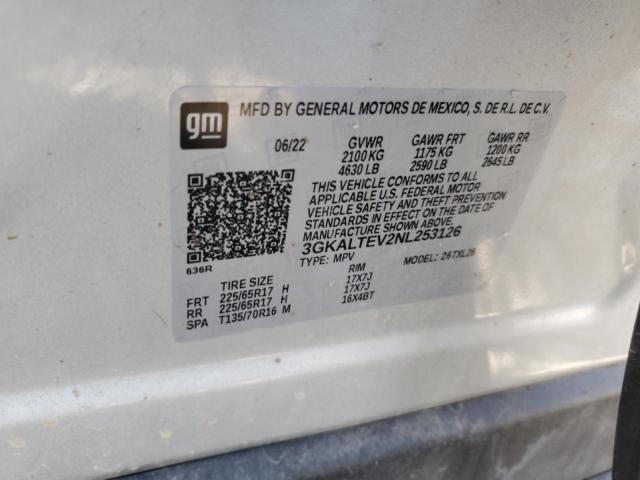 gm
MFD BY GENERAL MOTORS DE MEXICO, S. DE R.L. DE C.V.
06/22 GVWR GAWR FRT GAWR RR
2100 KG 1175 KG 1200 KG
4630 LB 2590 LB 2645 LB
THIS VEHICLE CONFORMS TO ALL
APPLICABLE U.S. FEDERAL MOTOR
VEHICLE SAFETY AND THEFT PREVENTION
STANDARDS IN EFFECT ON THE DATE OF
MANUFACTURE SHOWN ABOVE.
3GKALTEV2NL253126
TYPE: MPV MODEL: 26TXL26
636R
TIRE SIZE RIM
FRT 225/65R17 H 17X7J
RR 225/65R17 H 17X7J
SPA T135/70R16 M 16X4BT